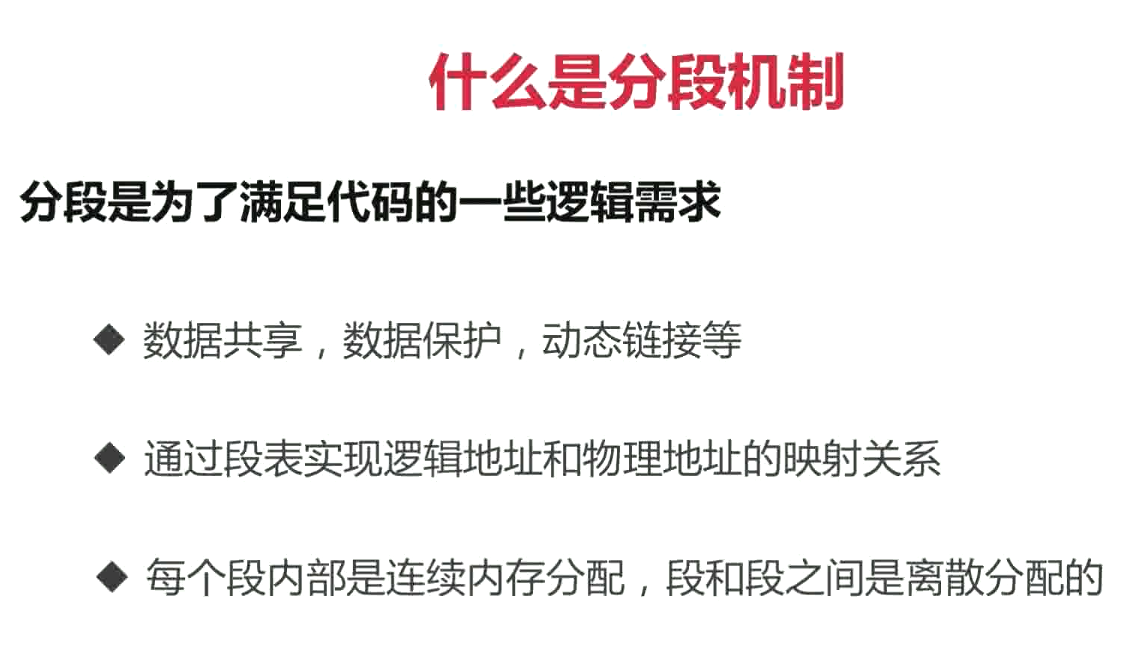 什么是分段机制
分段是为了满足代码的一些逻辑需求
◆ 数据共享，数据保护，动态链接等
◆ 通过段表实现逻辑地址和物理地址的映射关系
◆ 每个段内部是连续内存分配，段和段之间是离散分配的